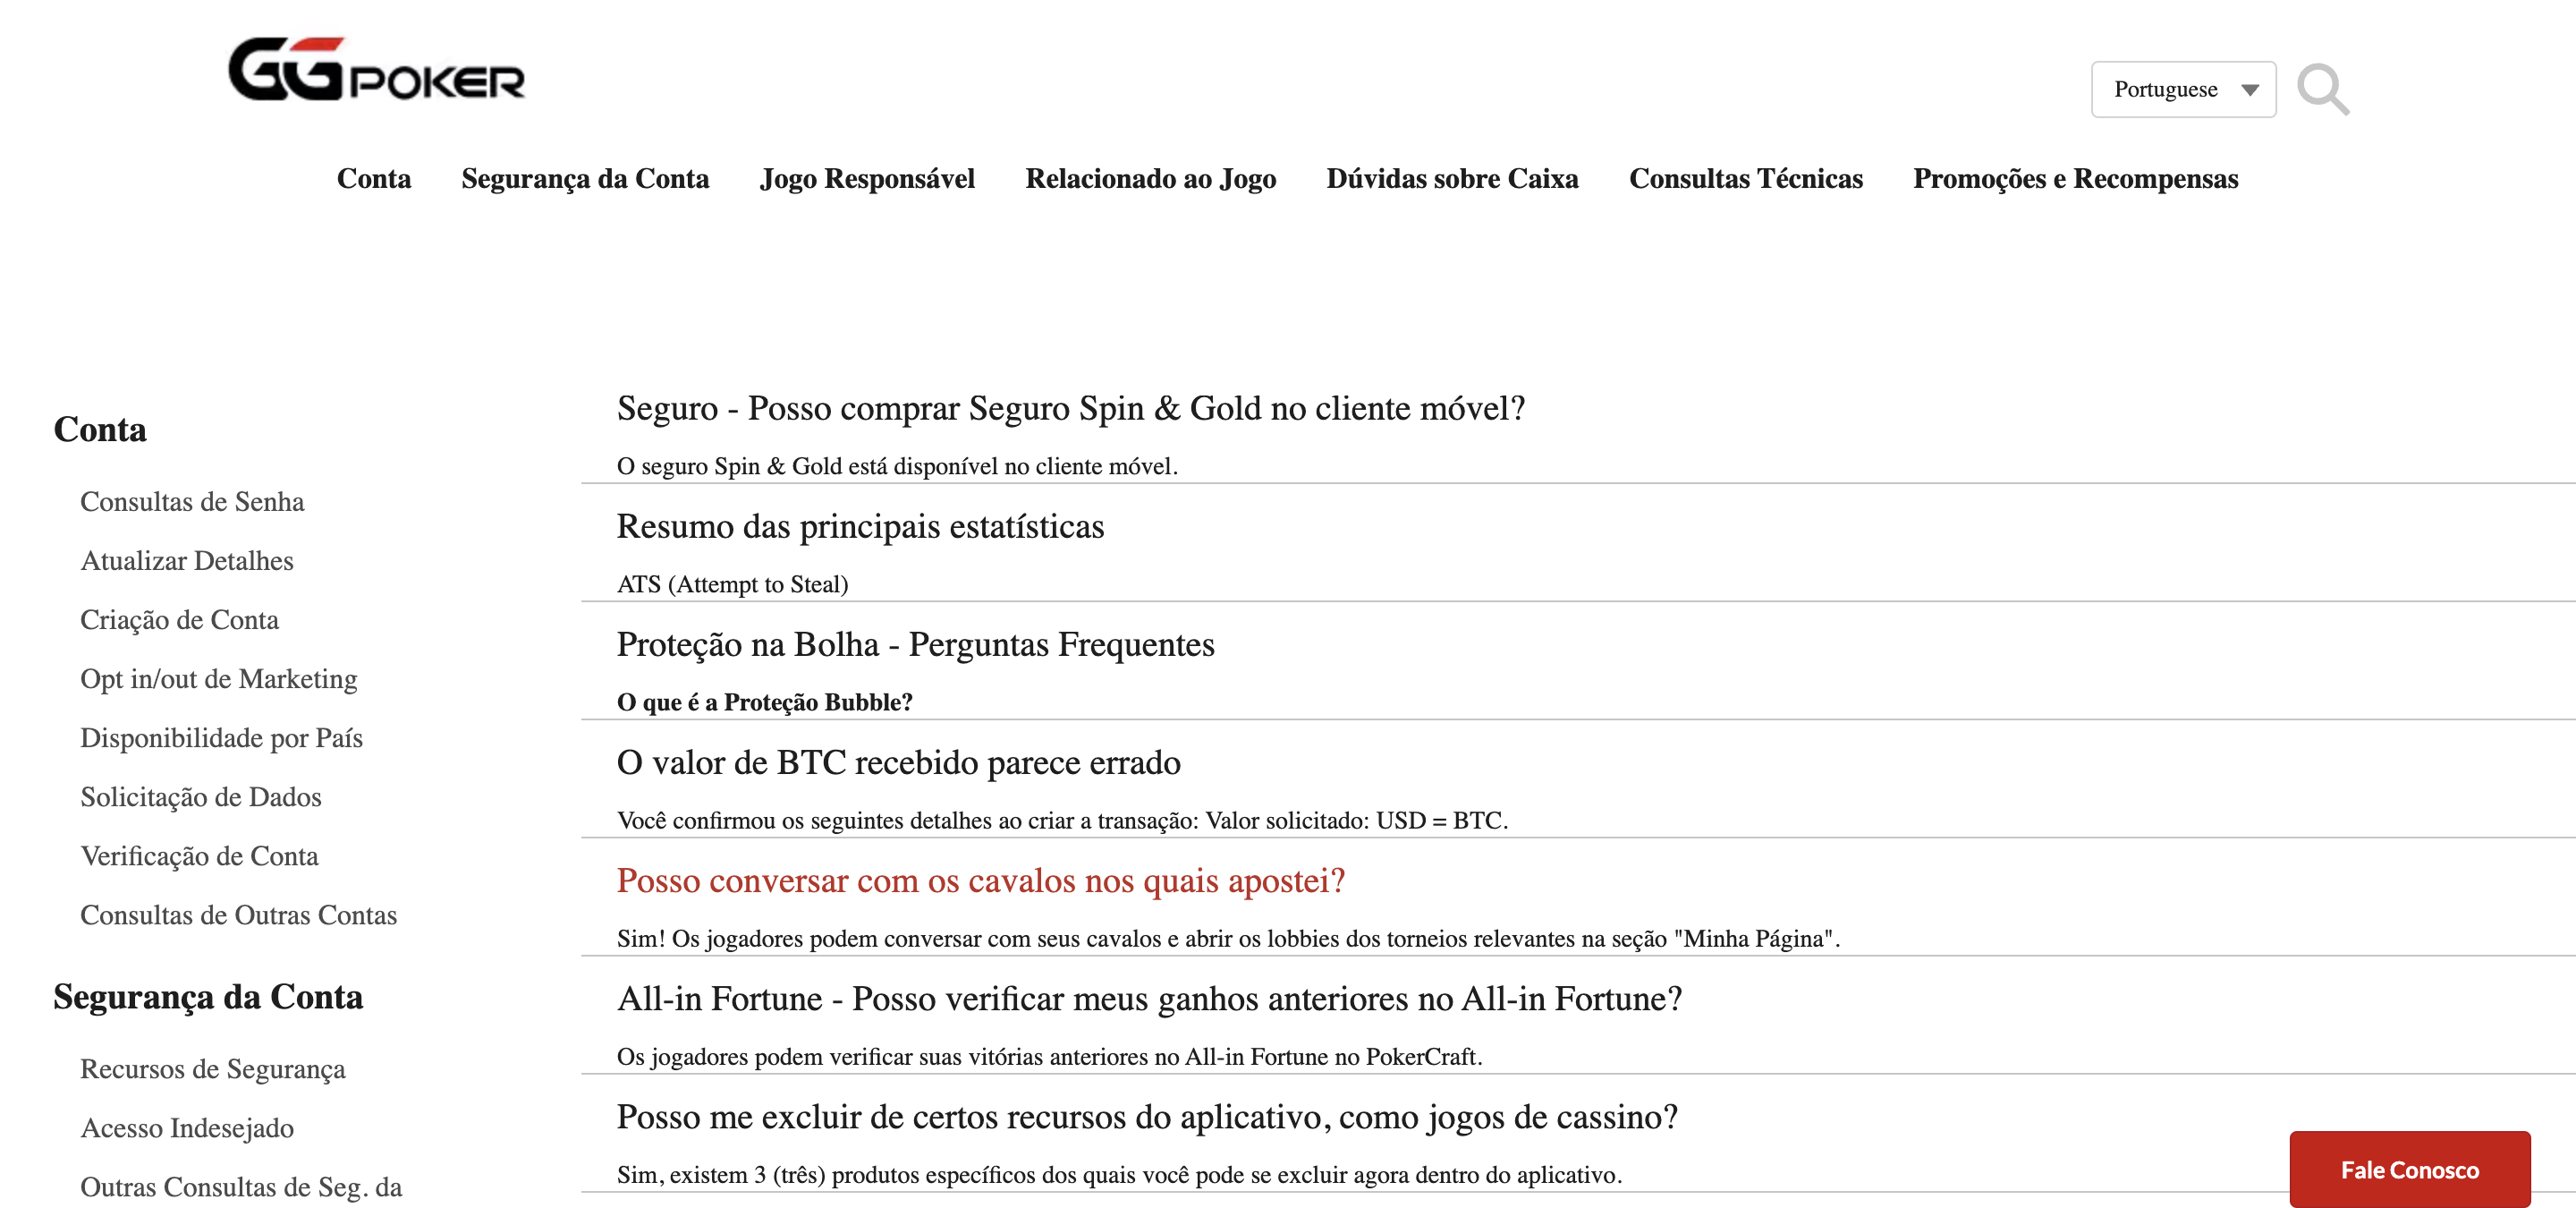 GGPOKER
Portuguese
Conta Segurança da Conta Jogo Responsável Relacionado ao Jogo Dúvidas sobre Caixa Consultas Técnicas Promoções e Recompensas
Conta
Consultas de Senha
Atualizar Detalhes
Criação de Conta
Opt in/out de Marketing
Disponibilidade por País
Solicitação de Dados
Verificação de Conta
Consultas de Outras Contas
Segurança da Conta
Recursos de Segurança
Acesso Indesejado
Outras Consultas de Seg. da
Seguro - Posso comprar Seguro Spin & Gold no cliente móvel?
O seguro Spin & Gold está disponível no cliente móvel.
Resumo das principais estatísticas
ATS (Attempt to Steal)
Proteção na Bolha - Perguntas Frequentes
O que é a Proteção Bubble?
O valor de BTC recebido parece errado
Você confirmou os seguintes detalhes ao criar a transação: Valor solicitado: USD = BTC.
Posso conversar com os cavalos nos quais apostei?
Sim! Os jogadores podem conversar com seus cavalos e abrir os lobbies dos torneios relevantes na seção "Minha Página".
All-in Fortune - Posso verificar meus ganhos anteriores no All-in Fortune?
Os jogadores podem verificar suas vitórias anteriores no All-in Fortune no PokerCraft.
Posso me excluir de certos recursos do aplicativo, como jogos de cassino?
Sim, existem 3 (três) produtos específicos dos quais você pode se excluir agora dentro do aplicativo.
Fale Conosco